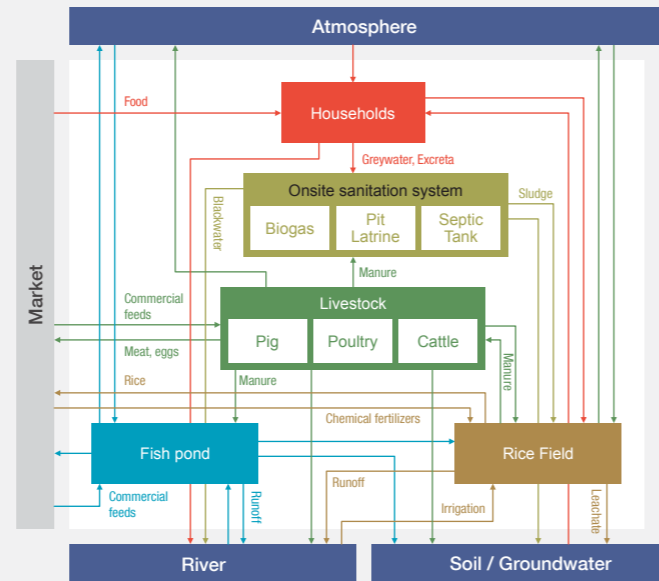 Atmosphere
Market
Food
Households
Greywater, Excreta
Onsite sanitation system
Biogas
Pit
Latrine
Septic
Tank
Sludge
Blackwater
Manure
Commercial
feeds
Livestock
Pig
Poultry
Cattle
Meat, eggs
Manure
Manure
Rice
Chemical fertilizers
Fish pond
Rice Field
Commercial
feeds
Runoff
Runoff
Irrigation
Leachate
River
Soil / Groundwater